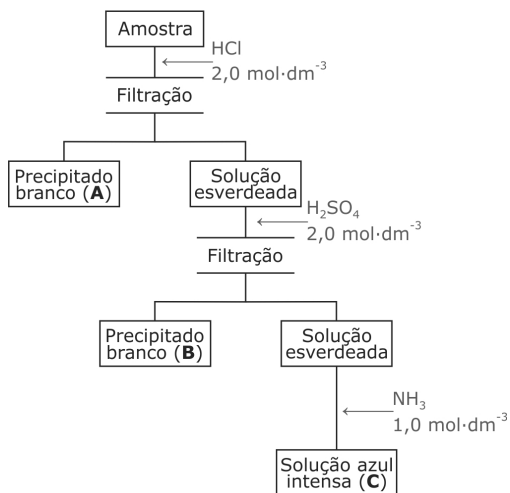 Amostra
HCl
2,0 mol·dm⁻³
Filtração
Precipitado
branco (A)
Solução
esverdeada
H₂SO₄
2,0 mol·dm⁻³
Filtração
Precipitado
branco (B)
Solução
esverdeada
NH₃
1,0 mol·dm⁻³
Solução azul
intensa (C)